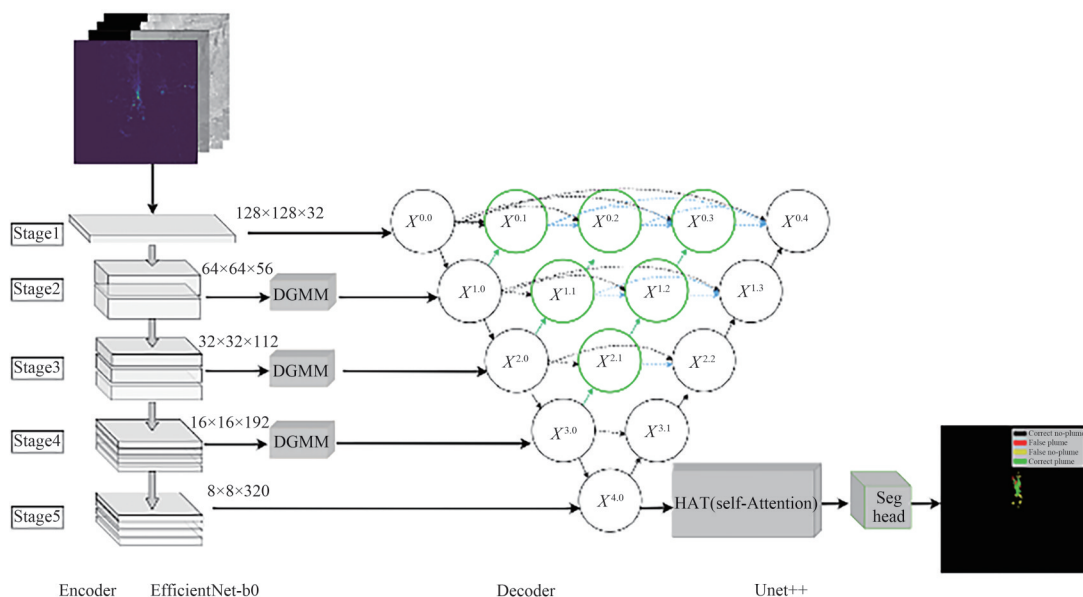 Stage1
128×128×32
X0.0
X0.1
X0.2
X0.3
X0.4
Stage2
64×64×56
DGMM
X1.0
X1.1
X1.2
X1.3
Stage3
32×32×112
DGMM
X2.0
X2.1
X2.2
Stage4
16×16×192
DGMM
X3.0
X3.1
Correct no-plume
False plume
False no-plume
Correct plume
Stage5
8×8×320
X4.0
HAT(self-Attention)
Seg
head
Encoder
EfficientNet-b0
Decoder
Unet++